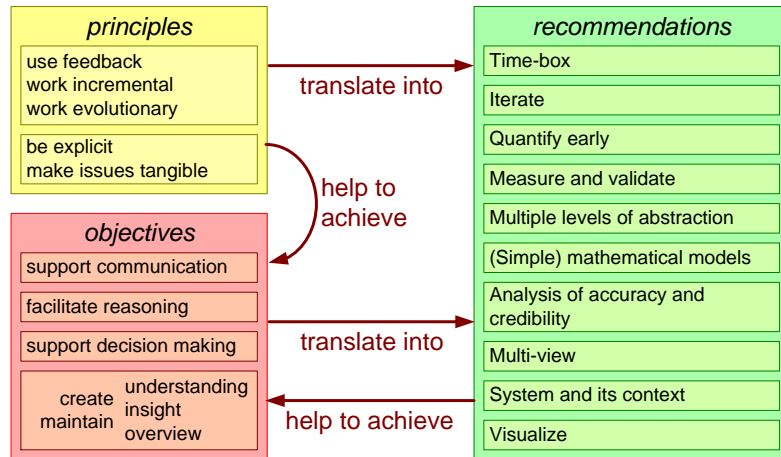 principles
use feedback
work incremental
work evolutionary
be explicit
make issues tangible
translate into
help to
achieve
objectives
support communication
facilitate reasoning
support decision making
create
maintain
understanding
insight
overview
translate into
help to achieve
recommendations
Time-box
Iterate
Quantify early
Measure and validate
Multiple levels of abstraction
(Simple) mathematical models
Analysis of accuracy and
credibility
Multi-view
System and its context
Visualize